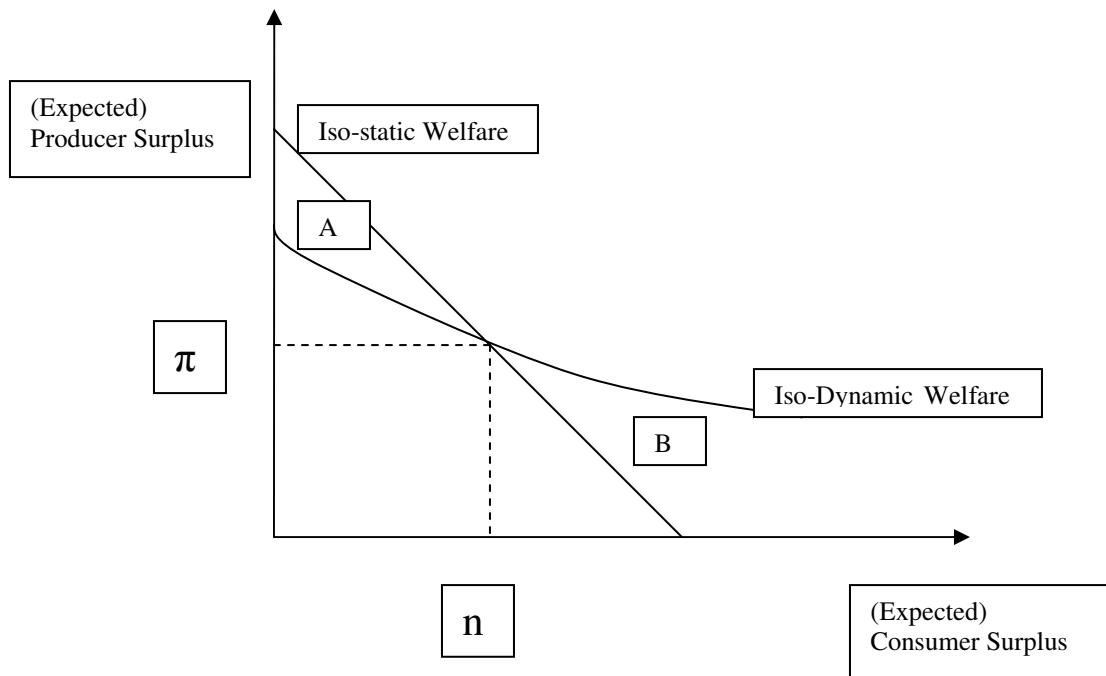 (Expected)
Producer Surplus
Iso-static Welfare
A
π
Iso-Dynamic Welfare
B
n
(Expected)
Consumer Surplus